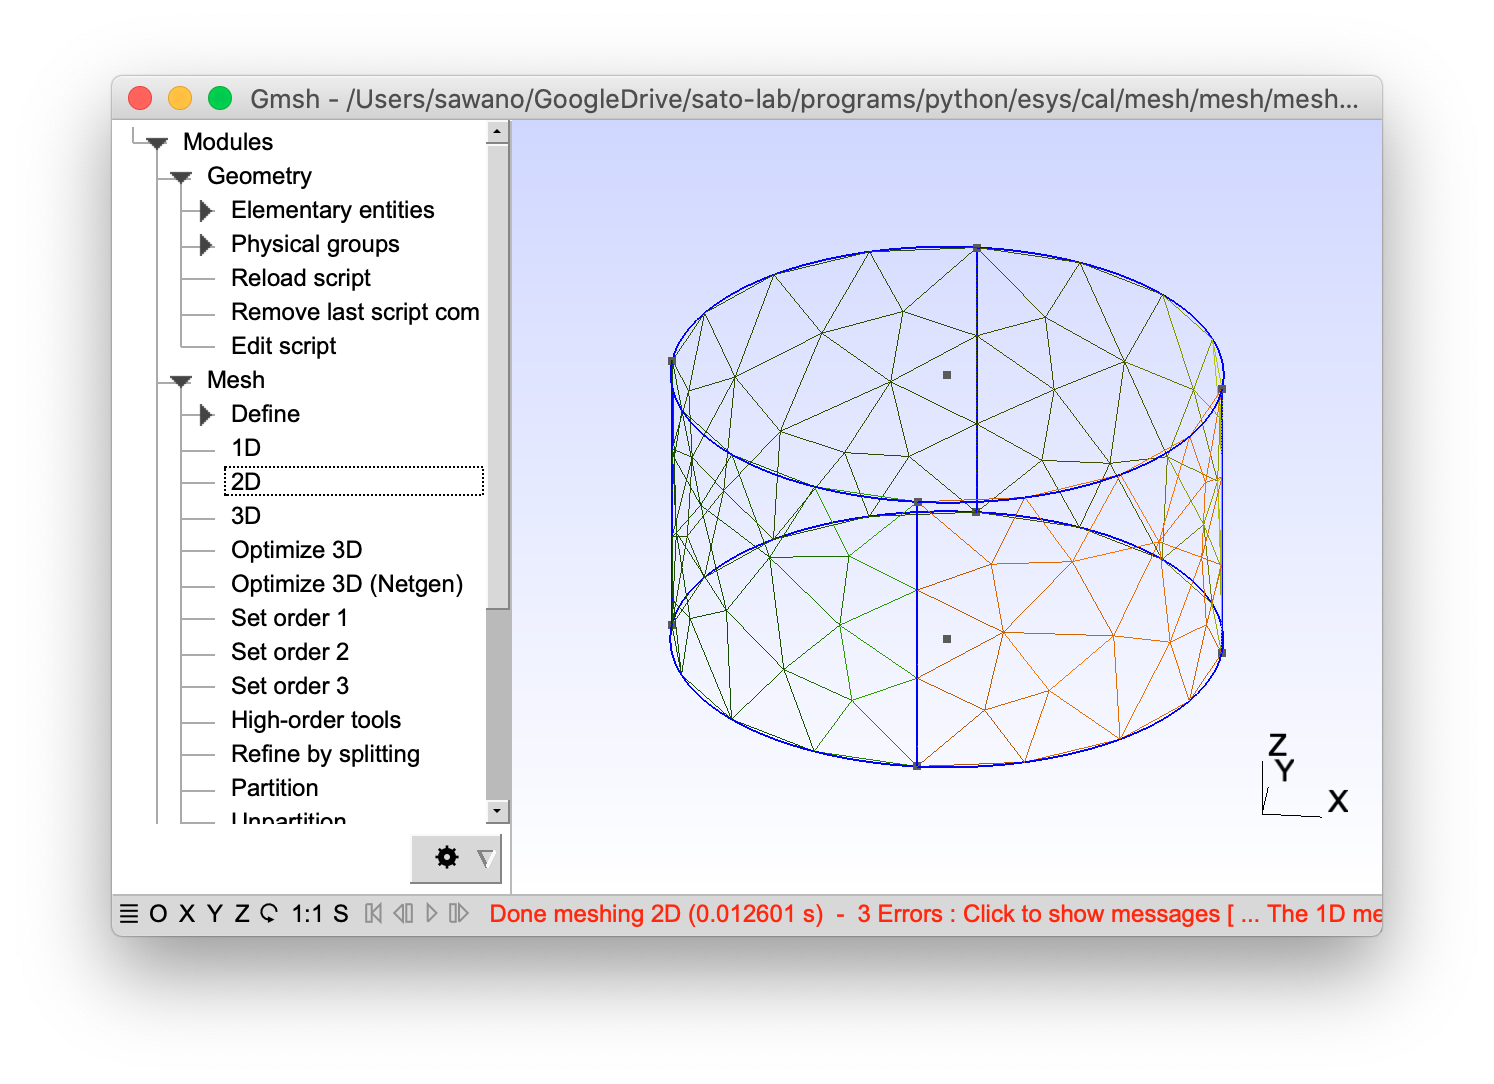 Gmsh - /Users/sawano/GoogleDrive/sato-lab/programs/python/esys/cal/mesh/mesh/mesh...
Modules
Geometry
Elementary entities
Physical groups
Reload script
Remove last script com
Edit script
Mesh
Define
1D
2D
3D
Optimize 3D
Optimize 3D (Netgen)
Set order 1
Set order 2
Set order 3
High-order tools
Refine by splitting
Partition
Unpartition
Z
Y
X
O X Y Z 1:1 S Done meshing 2D (0.012601 s) - 3 Errors : Click to show messages [ ... The 1D me